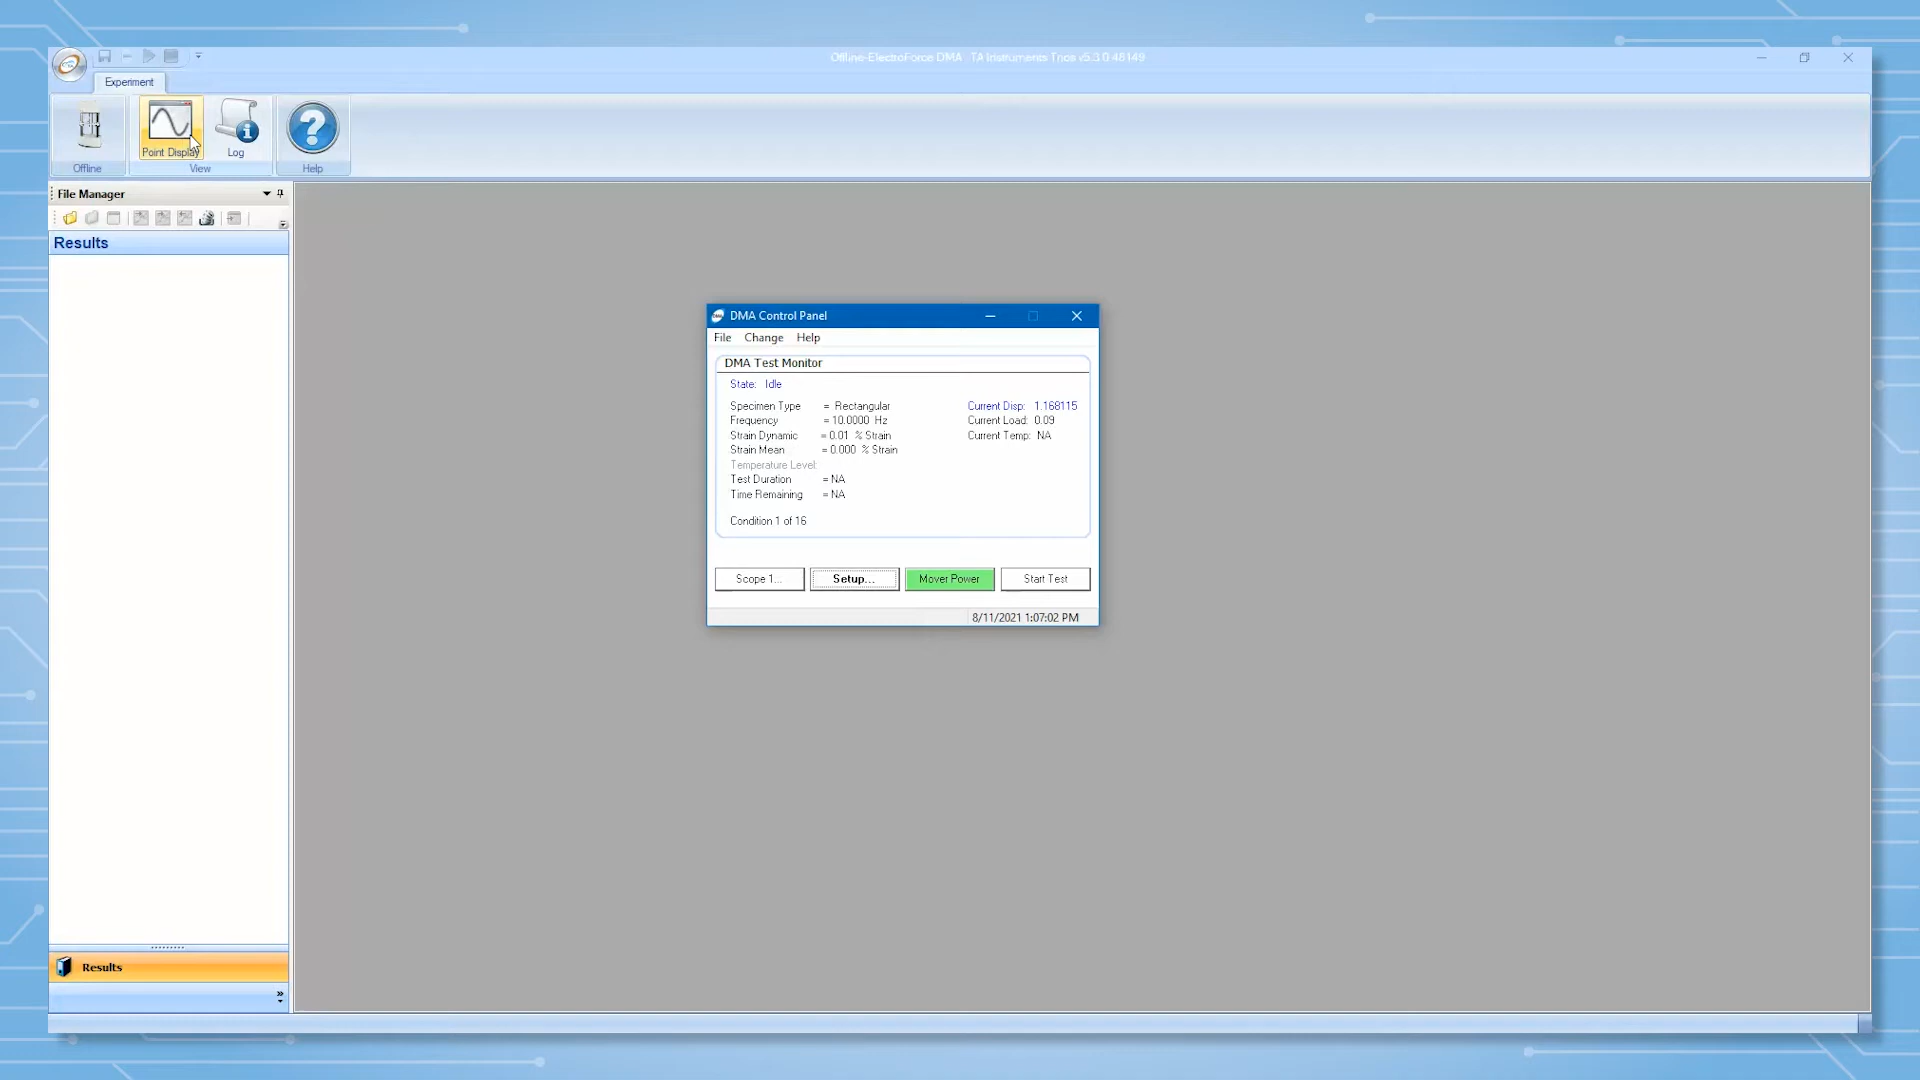 Offline-ElectroForce DMA - TA Instruments Trios v5.3.0.48149
Experiment
Point Display
Log
Offline
View
Help
File Manager
Results
DMA Control Panel
File Change Help
DMA Test Monitor
State: Idle
Specimen Type = Rectangular Current Disp: 1.168115
Frequency = 10.0000 Hz Current Load: 0.09
Strain Dynamic = 0.01 % Strain Current Temp: NA
Strain Mean = 0.000 % Strain
Temperature Level:
Test Duration = NA
Time Remaining = NA
Condition 1 of 16
Scope 1... Setup... Mover Power Start Test
8/11/2021 1:07:02 PM
Results